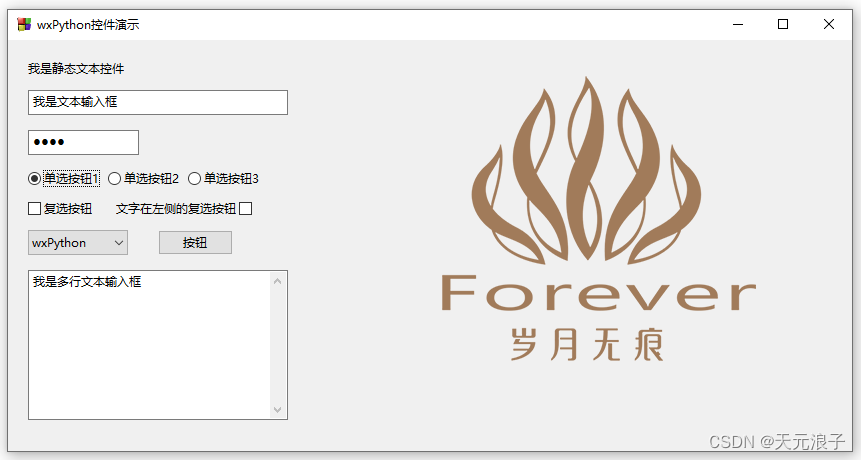 wxPython控件演示
我是静态文本控件
我是文本输入框
●●●●
单选按钮1 单选按钮2 单选按钮3
复选按钮 文字在左侧的复选按钮
wxPython 按钮
我是多行文本输入框
Forever
岁月无痕
CSDN @天元浪子